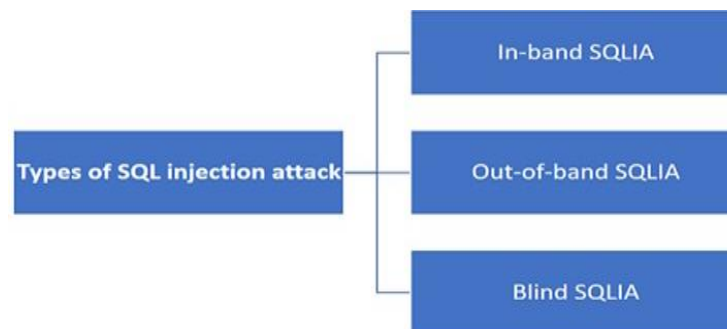 In-band SQLIA
Types of SQL injection attack
Out-of-band SQLIA
Blind SQLIA